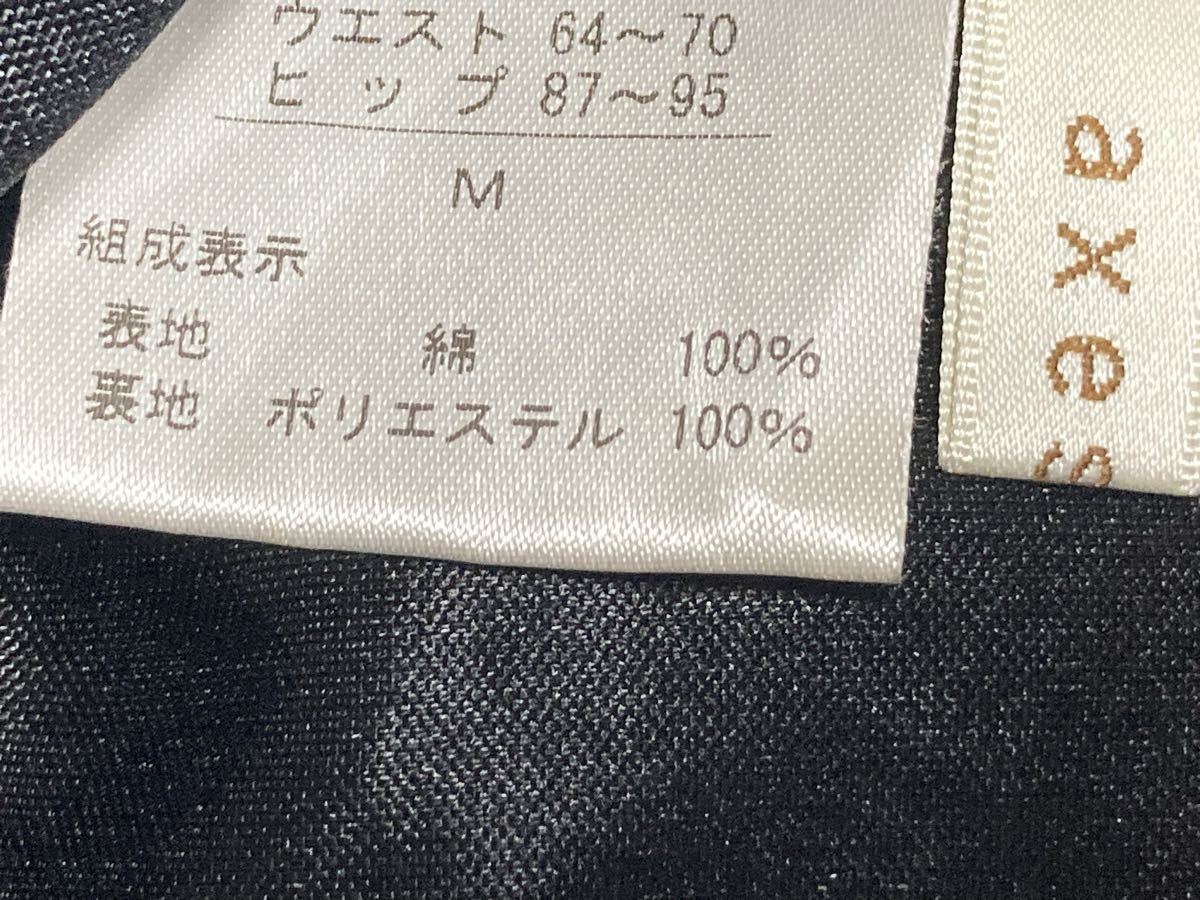 ウエスト 64～70
ヒップ 87～95
M
組成表示
表地 綿 100%
裏地 ポリエステル 100%
axes